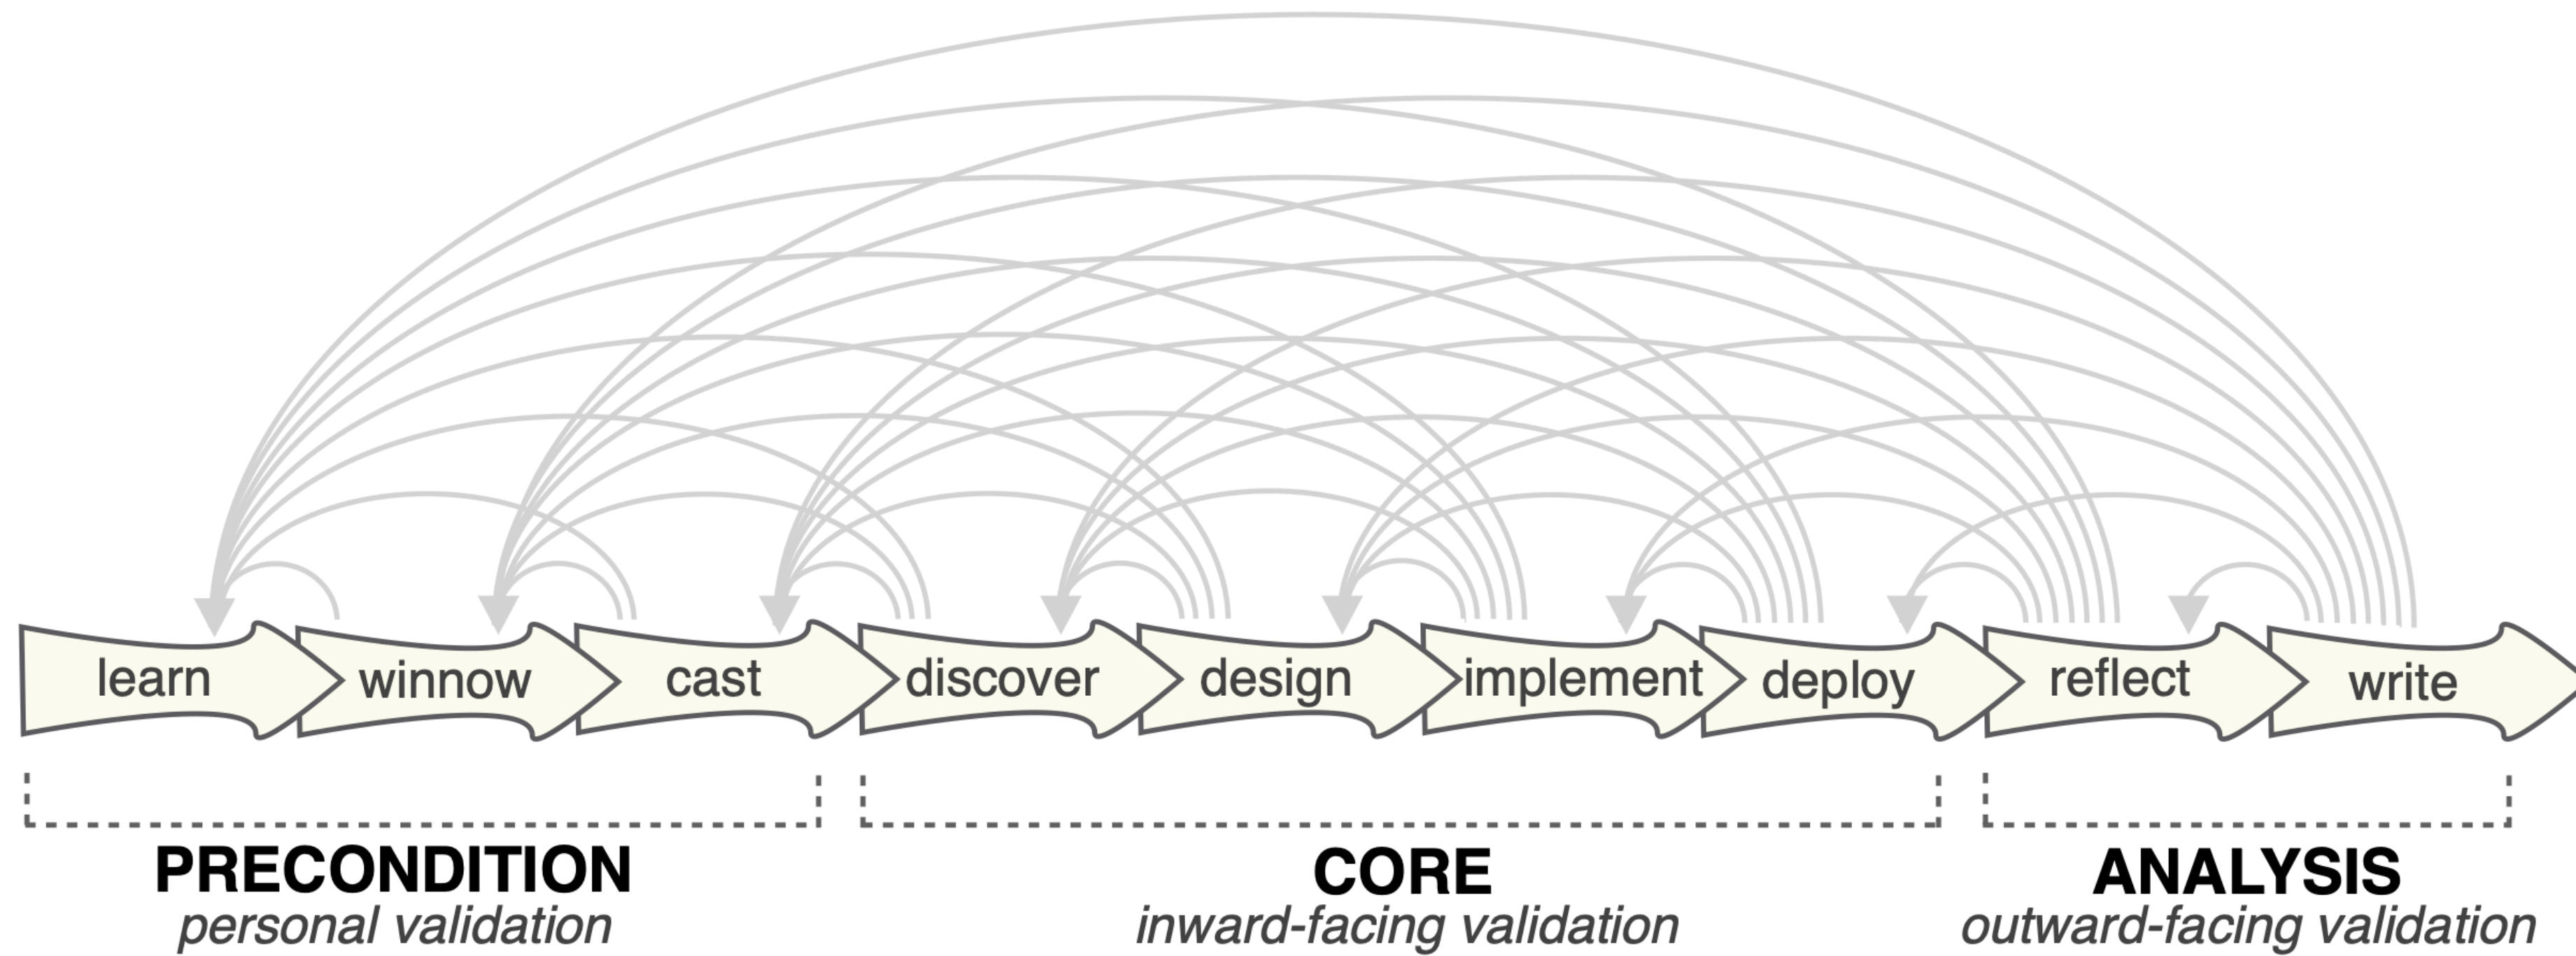 learn
winnow
cast
discover
design
implement
deploy
reflect
write
PRECONDITION
personal validation
CORE
inward-facing validation
ANALYSIS
outward-facing validation